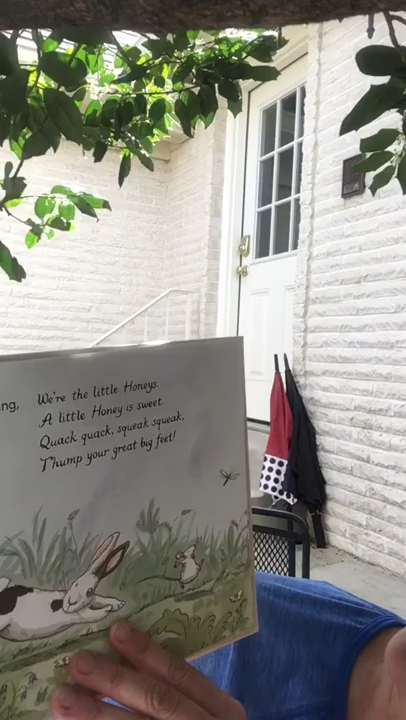 ng, We're the little Honeys.
A little Honey is sweet.
Quack quack, squeak squeak,
Thump your great big feet!